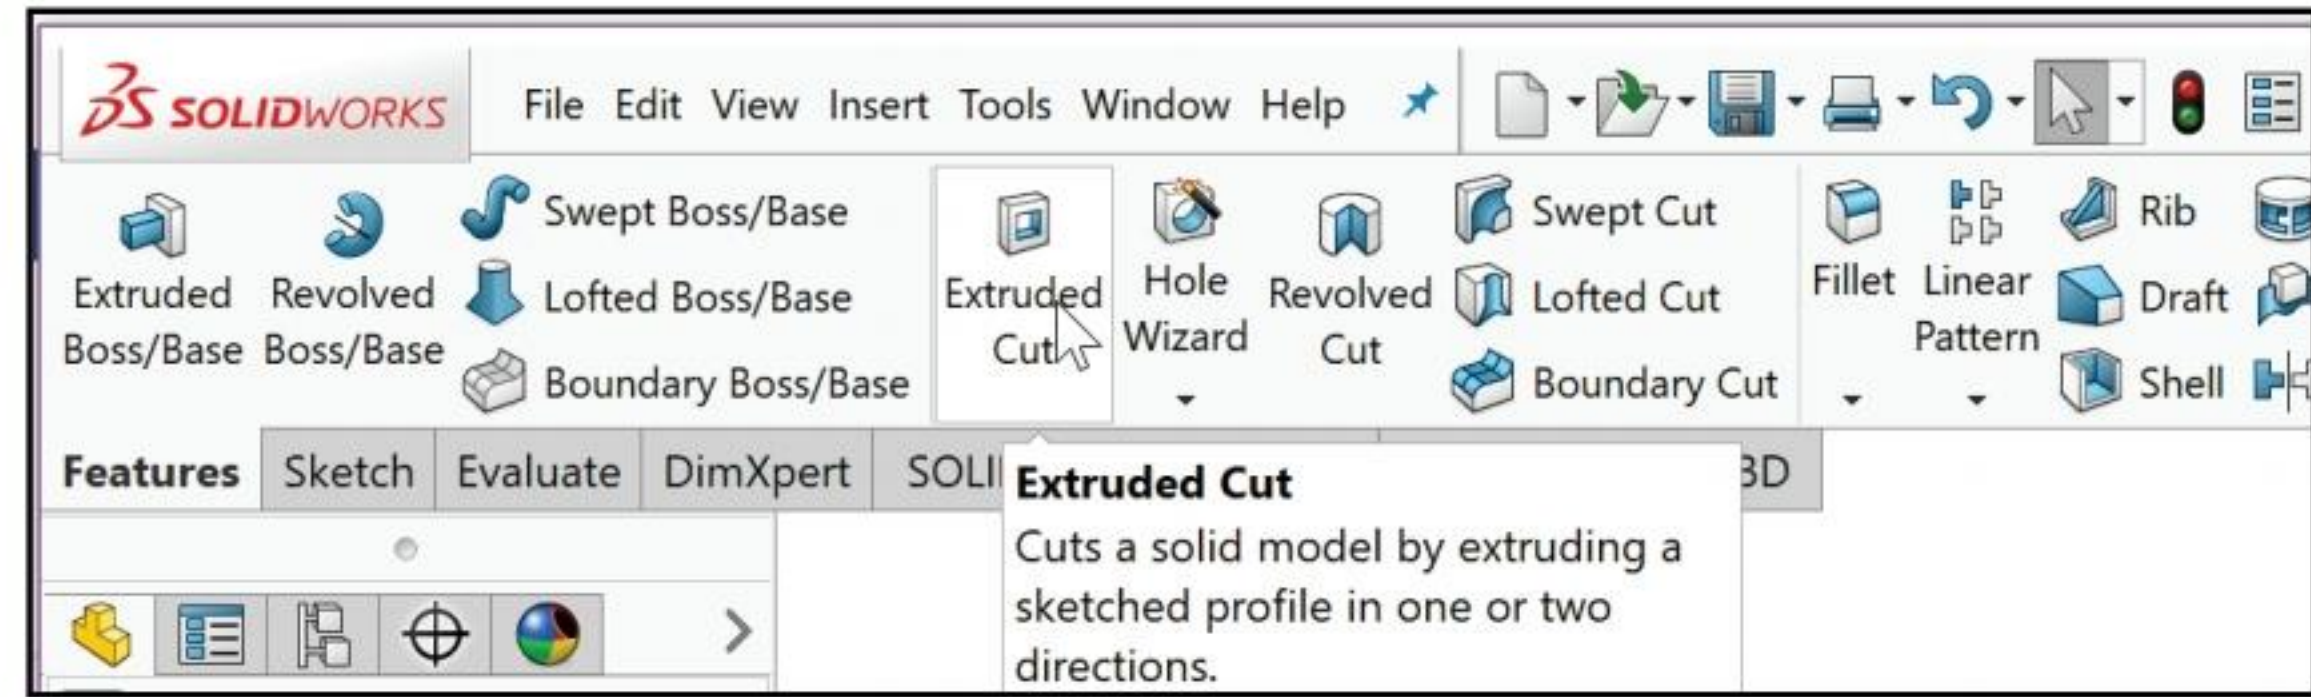 3S SOLIDWORKS File Edit View Insert Tools Window Help
Swept Boss/Base
Swept Cut
Rib
Extruded Boss/Base
Revolved Boss/Base
Lofted Boss/Base
Extruded Cut
Hole Wizard
Revolved Cut
Lofted Cut
Fillet
Linear Pattern
Draft
Boundary Boss/Base
Boundary Cut
Shell
Features Sketch Evaluate DimXpert SOLI 3D
Extruded Cut
Cuts a solid model by extruding a
sketched profile in one or two
directions.